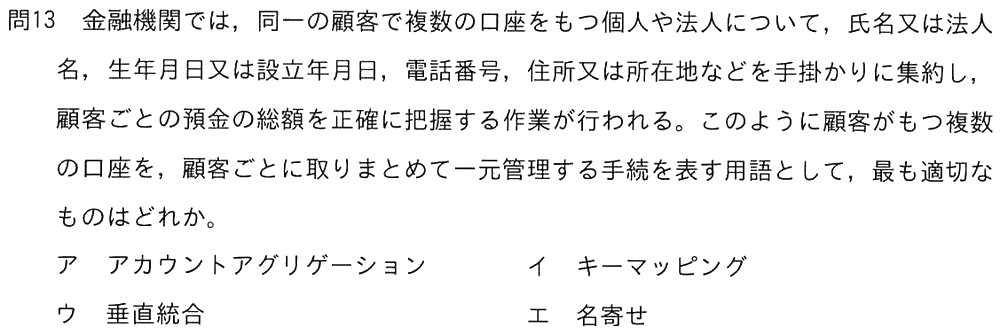 問13 金融機関では，同一の顧客で複数の口座をもつ個人や法人について，氏名又は法人
名，生年月日又は設立年月日，電話番号，住所又は所在地などを手掛かりに集約し，
顧客ごとの預金の総額を正確に把握する作業が行われる。このように顧客がもつ複数
の口座を，顧客ごとに取りまとめて一元管理する手続を表す用語として，最も適切な
ものはどれか。
ア アカウントアグリゲーション イ キーマッピング
ウ 垂直統合 エ 名寄せ